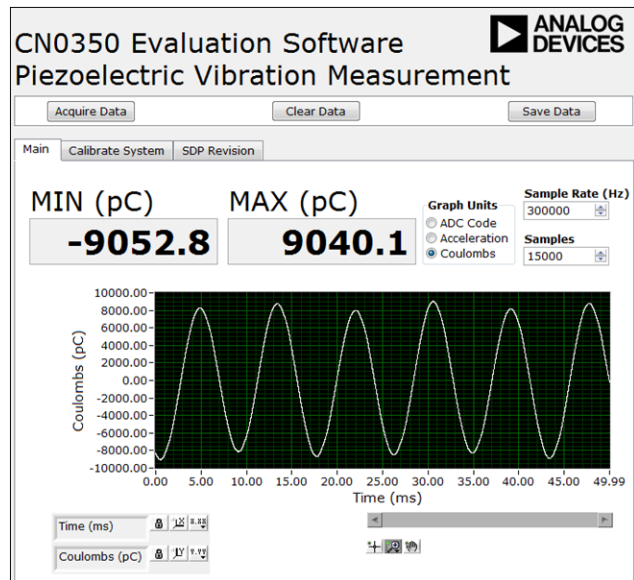 ANALOG
DEVICES
CN0350 Evaluation Software
Piezoelectric Vibration Measurement
Acquire Data
Clear Data
Save Data
Main
Calibrate System
SDP Revision
MIN (pC)
-9052.8
MAX (pC)
9040.1
Graph Units
ADC Code
Acceleration
Coulombs
Sample Rate (Hz)
300000
Samples
15000
Coulombs (pC)
10000.00
8000.00
6000.00
4000.00
2000.00
0.00
-2000.00
-4000.00
-6000.00
-8000.00
-10000.00
0.00 5.00 10.00 15.00 20.00 25.00 30.00 35.00 40.00 45.00 49.99
Time (ms)
Time (ms)
Coulombs (pC)